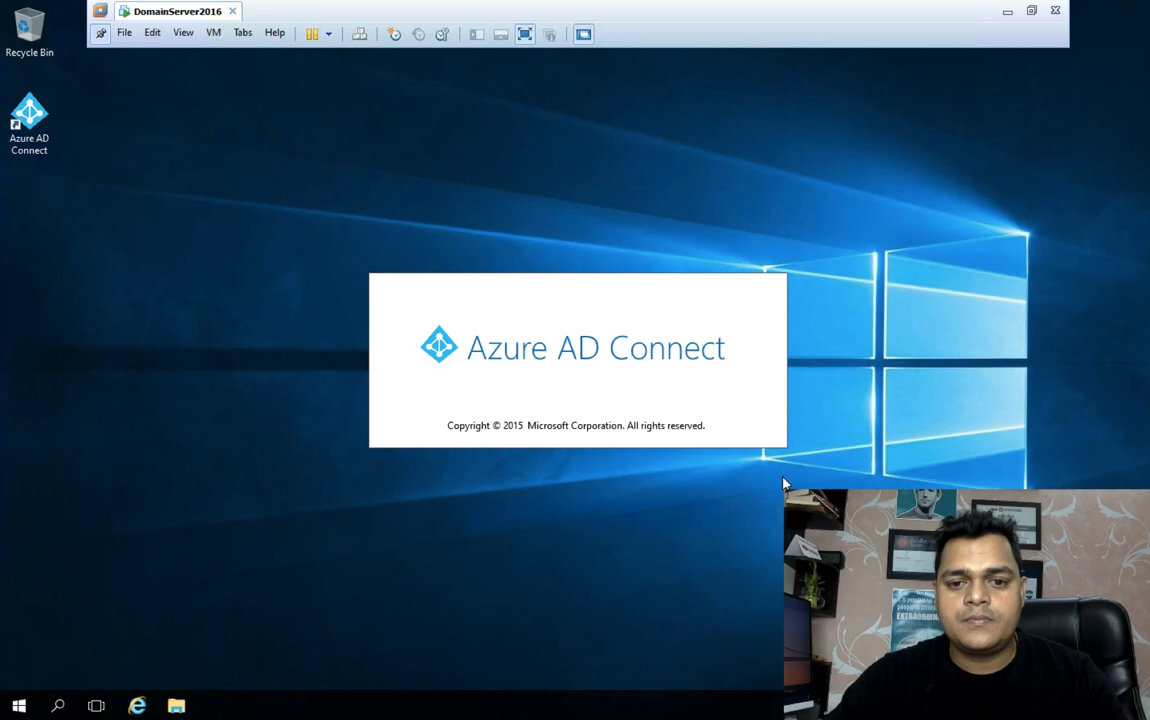 DomainServer2016
File Edit View VM Tabs Help
Recycle Bin
Azure AD
Connect
Azure AD Connect
Copyright © 2015 Microsoft Corporation. All rights reserved.
EXTRAORDINA